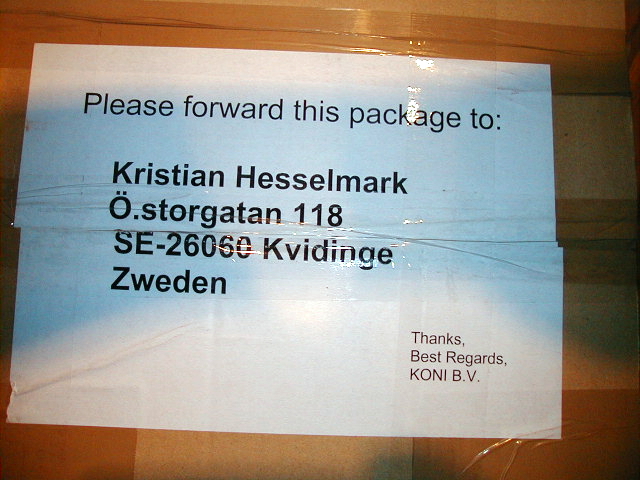 Please forward this package to:
Kristian Hesselmark
Ö.storgatan 118
SE-26060 Kvidinge
Zweden
Thanks,
Best Regards,
KONI B.V.